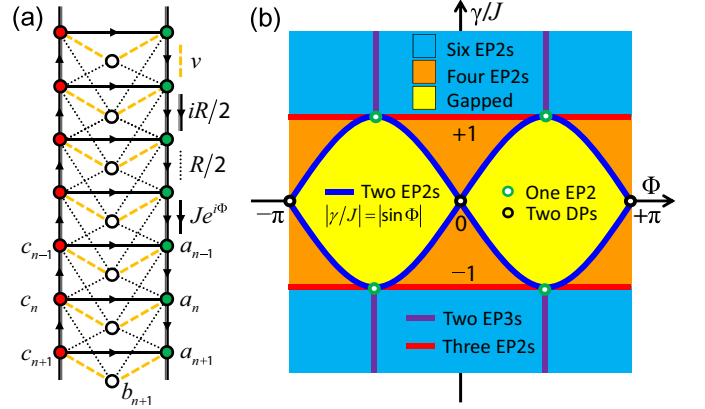 (a)
v
iR/2
R/2
Je^{iΦ}
c_{n-1}
a_{n-1}
c_n
a_n
c_{n+1}
a_{n+1}
b_{n+1}
(b)
γ/J
Six EP2s
Four EP2s
Gapped
+1
Φ
Two EP2s
|γ/J|=|sinΦ|
One EP2
Two DPs
−π
0
+π
−1
Two EP3s
Three EP2s